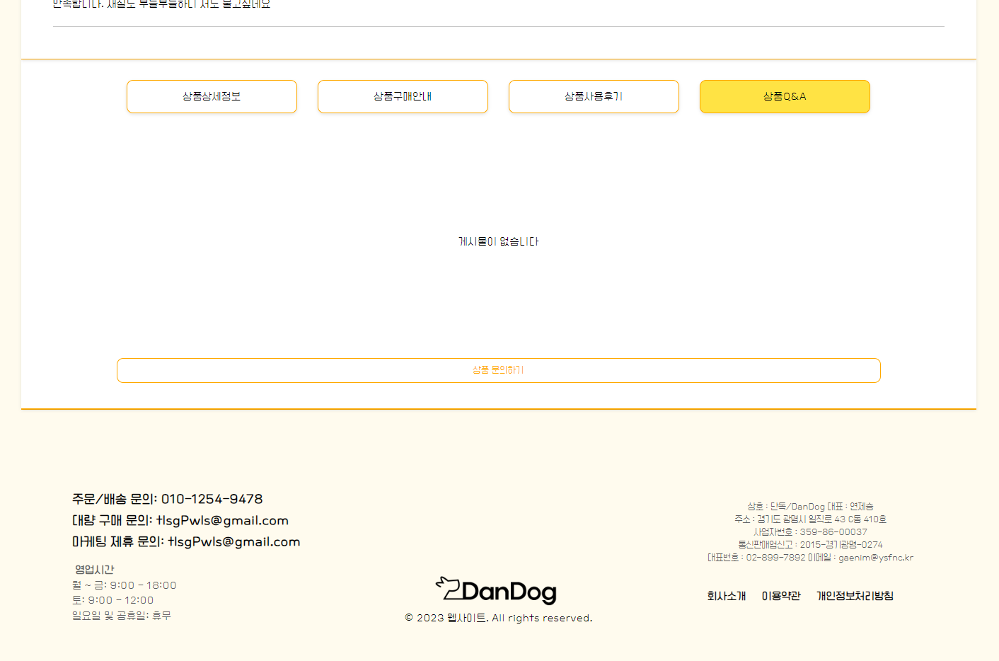 만족합니다. 재질도 부들부들하니 저도 물고싶네요
상품상세정보
상품구매안내
상품사용후기
상품Q&A
게시물이 없습니다
상품 문의하기
주문/배송 문의: 010-1254-9478
대량 구매 문의: tlsgPwls@gmail.com
마케팅 제휴 문의: tlsgPwls@gmail.com
영업시간
월 ~ 금: 9:00 - 18:00
토: 9:00 - 12:00
일요일 및 공휴일: 휴무
DanDog
© 2023 웹사이트. All rights reserved.
상호 : 단독/DanDog 대표 : 연제승
주소 : 경기도 광명시 일직로 43 C동 410호
사업자번호 : 359-86-00037
통신판매업신고 : 2015-경기광명-0274
대표번호 : 02-899-7892 이메일 : gaenim@ysfnc.kr
회사소개 이용약관 개인정보처리방침